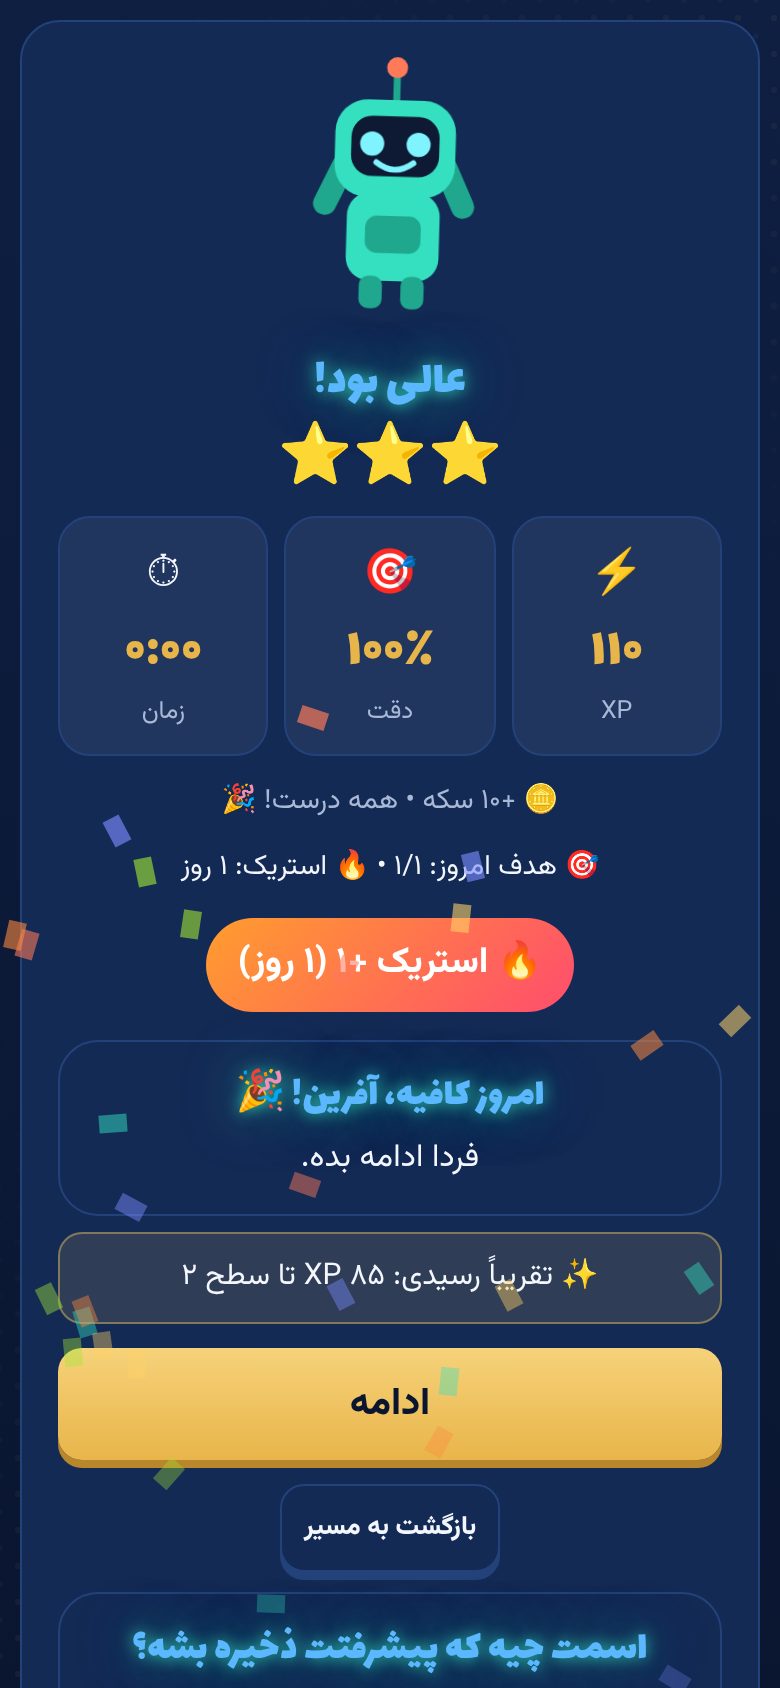 عالی بود!
۱۱۰
XP
۱۰۰٪
دقت
۰:۰۰
زمان
+۱۰ سکه • همه درست! 🎉
🎯 هدف امروز: ۱/۱ • 🔥 استریک: ۱ روز
🔥 استریک +۱ (۱ روز)
امروز کافیه، آفرین! 🎉
فردا ادامه بده.
✨ تقریباً رسیدی: ۸۵ XP تا سطح ۲
ادامه
بازگشت به مسیر
اسمت چیه که پیشرفتت ذخیره بشه؟